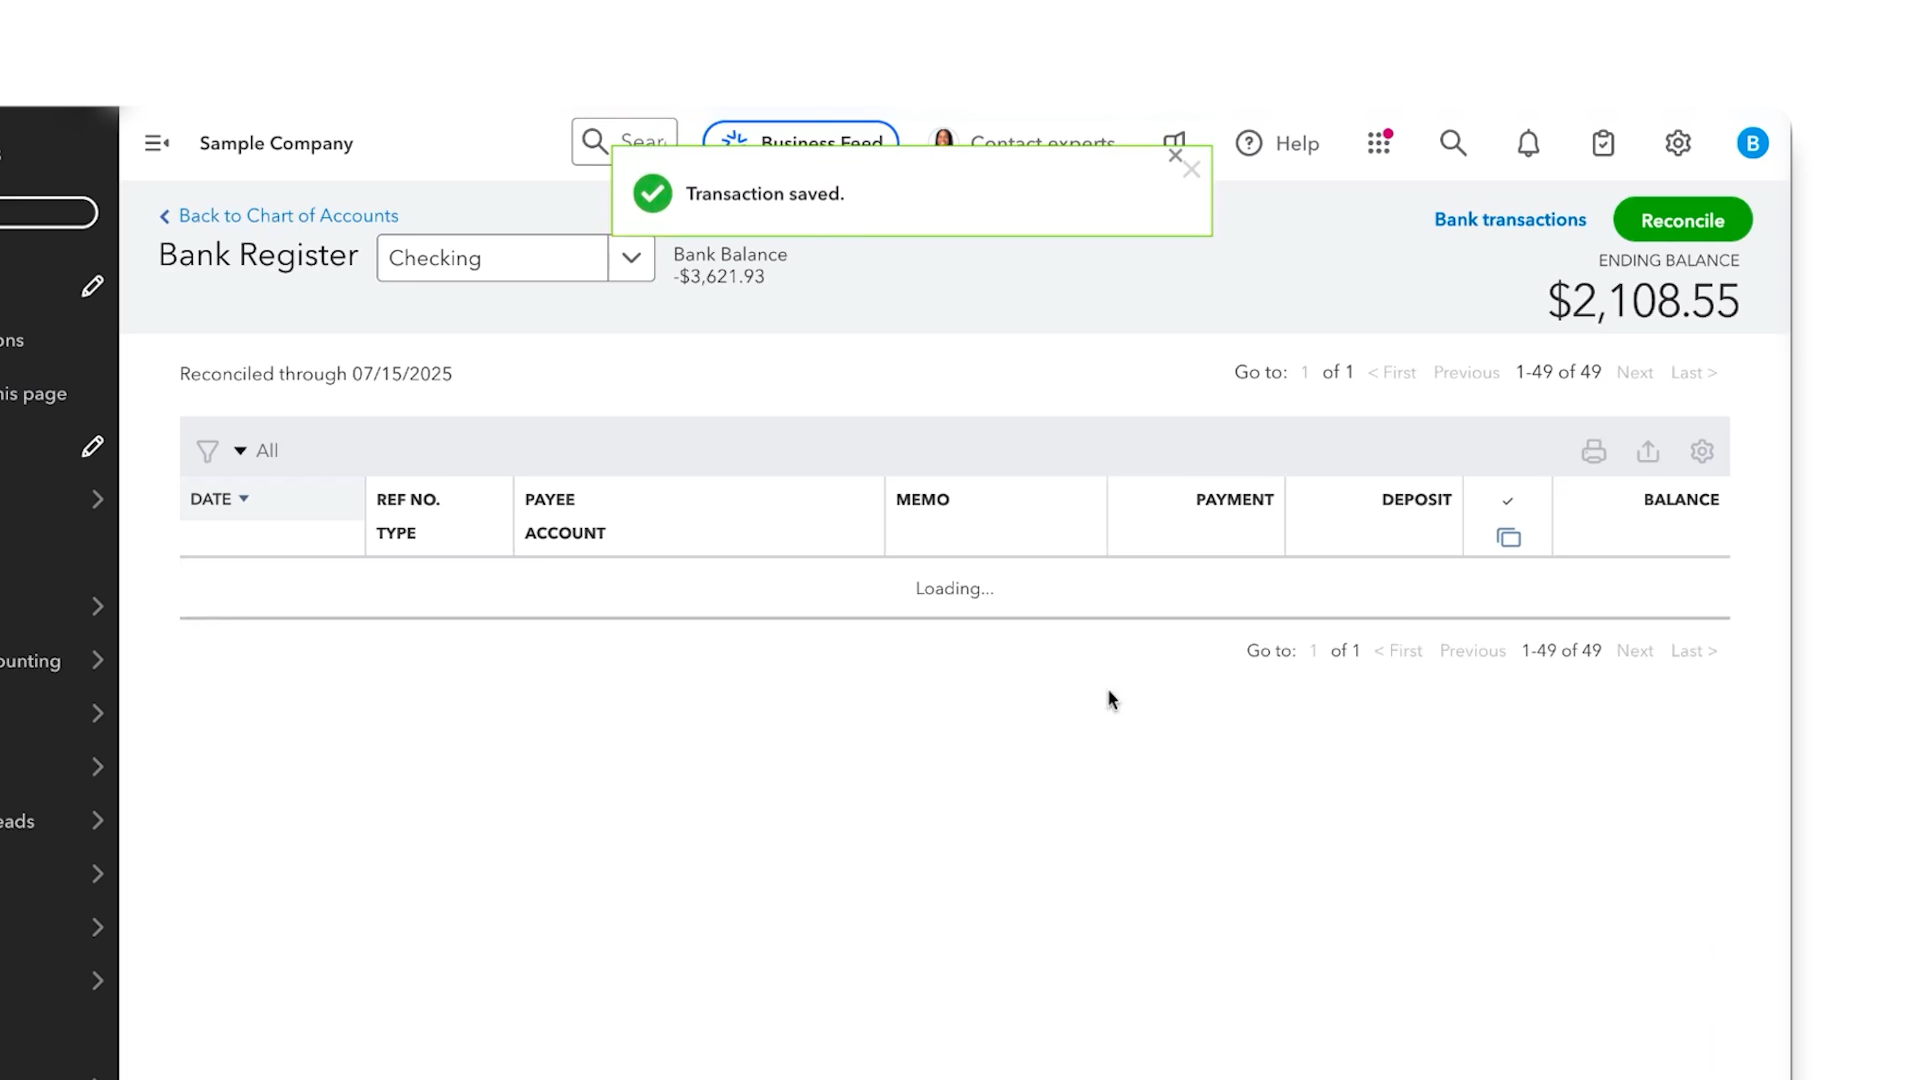 Sample Company
Business Feed
Contact experts
Help
B
Transaction saved.
Back to Chart of Accounts
Bank Register
Checking
Bank Balance
-$3,621.93
Bank transactions
Reconcile
ENDING BALANCE
$2,108.55
ons
his page
ounting
eads
Reconciled through 07/15/2025
Go to: 1 of 1 < First Previous 1-49 of 49 Next Last >
All
DATE REF NO. PAYEE MEMO PAYMENT DEPOSIT BALANCE
TYPE ACCOUNT
Loading...
Go to: 1 of 1 < First Previous 1-49 of 49 Next Last >